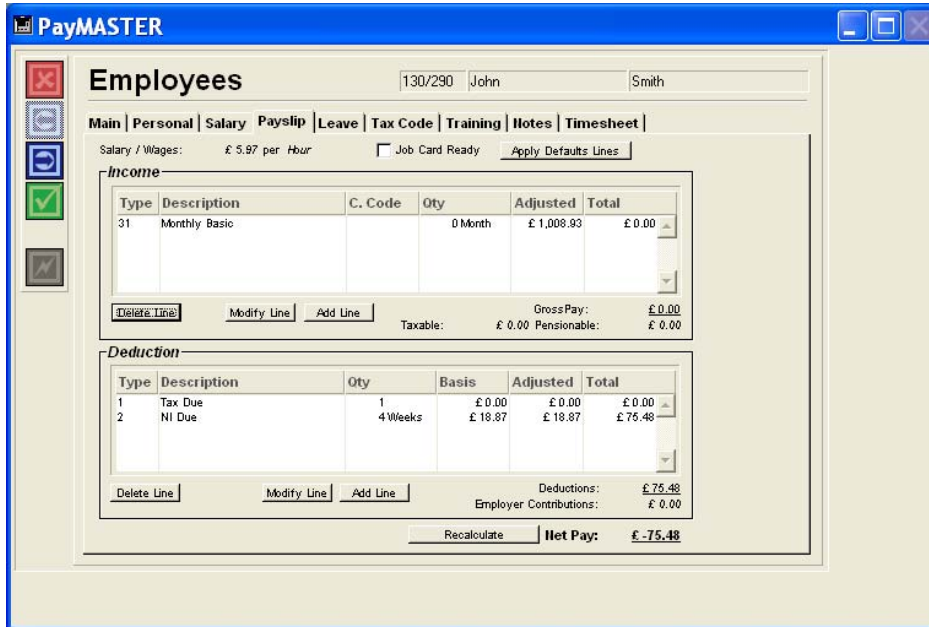 PayMASTER
Employees 130/290 John Smith
Main | Personal | Salary | Payslip | Leave | Tax Code | Training | Notes | Timesheet |
Salary / Wages: £ 5.97 per Hour Job Card Ready Apply Defaults Lines
Income
Type Description C. Code Qty Adjusted Total
31 Monthly Basic 0 Month £ 1,008.93 £ 0.00
Delete Line Modify Line Add Line GrossPay: £ 0.00
Taxable: £ 0.00 Pensionable: £ 0.00
Deduction
Type Description Qty Basis Adjusted Total
1 Tax Due 1 £ 0.00 £ 0.00 £ 0.00
2 NI Due 4 Weeks £ 18.87 £ 18.87 £ 75.48
Delete Line Modify Line Add Line Deductions: £ 75.48
Employer Contributions: £ 0.00
Recalculate Net Pay: £ -75.48